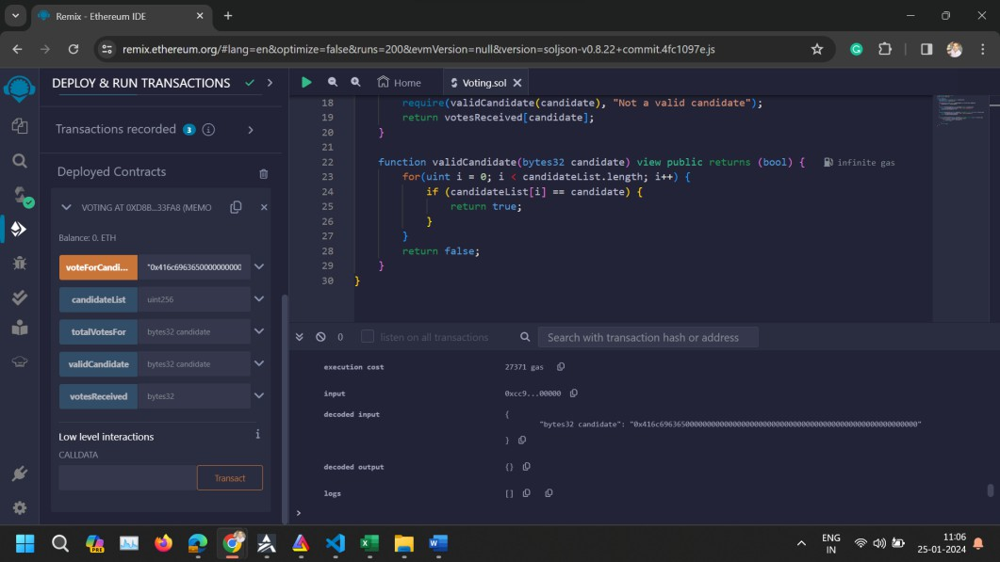 Remix - Ethereum IDE
remix.ethereum.org/#lang=en&optimize=false&runs=200&evmVersion=null&version=soljson-v0.8.22+commit.4fc1097e.js
DEPLOY & RUN TRANSACTIONS
Transactions recorded 3 i
Deployed Contracts
VOTING AT 0XD8B...33FA8 (MEMO
Balance: 0. ETH
voteForCandi... "0x416c6963650000000000
candidateList uint256
totalVotesFor bytes32 candidate
validCandidate bytes32 candidate
votesReceived bytes32
Low level interactions i
CALLDATA
Transact
Home Voting.sol
18 require(validCandidate(candidate), "Not a valid candidate");
19 return votesReceived[candidate];
20 }
21
22 function validCandidate(bytes32 candidate) view public returns (bool) { infinite gas
23 for(uint i = 0; i < candidateList.length; i++) {
24 if (candidateList[i] == candidate) {
25 return true;
26 }
27 }
28 return false;
29 }
30 }
0 listen on all transactions Search with transaction hash or address
execution cost 27371 gas
input 0xcc9...00000
decoded input {
"bytes32 candidate": "0x416c696365000000000000000000000000000000000000000000000000000000"
}
decoded output {}
logs []
>
PRE
ENG
IN
11:06
25-01-2024